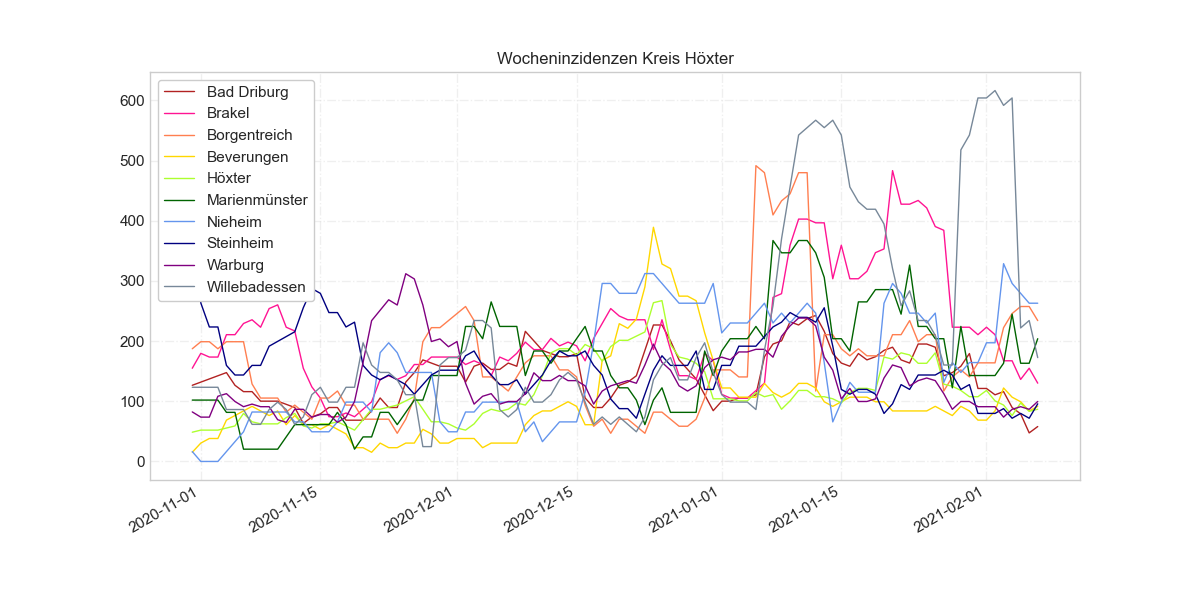 Wocheninzidenzen Kreis Höxter
Bad Driburg
Brakel
Borgentreich
Beverungen
Höxter
Marienmünster
Nieheim
Steinheim
Warburg
Willebadessen
600
500
400
300
200
100
0
2020-11-01
2020-11-15
2020-12-01
2020-12-15
2021-01-01
2021-01-15
2021-02-01